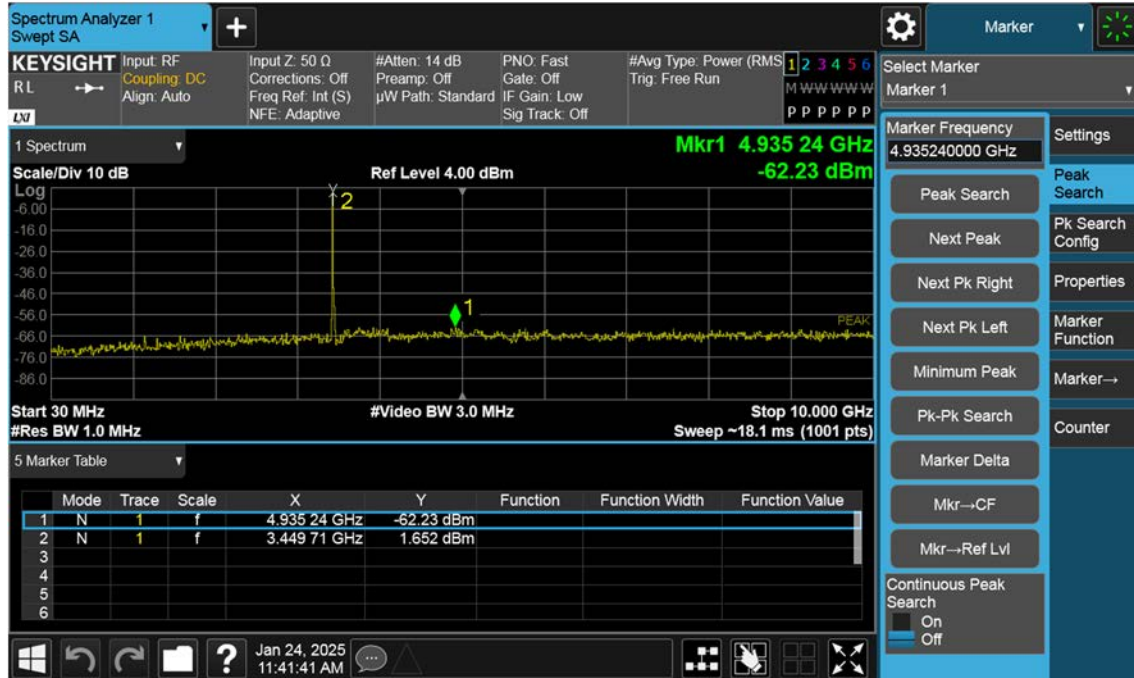 Spectrum Analyzer 1
Swept SA
+
Marker
KEYSIGHT
R L
LXI
Input: RF
Coupling: DC
Align: Auto
Input Z: 50 Ω
Corrections: Off
Freq Ref: Int (S)
NFE: Adaptive
#Atten: 14 dB
Preamp: Off
µW Path: Standard
PNO: Fast
Gate: Off
IF Gain: Low
Sig Track: Off
#Avg Type: Power (RMS
Trig: Free Run
1 2 3 4 5 6
M W W W W W
P P P P P P
Select Marker
Marker 1
1 Spectrum
Scale/Div 10 dB
Ref Level 4.00 dBm
Mkr1 4.935 24 GHz
-62.23 dBm
Log
-6.00
-16.0
-26.0
-36.0
-46.0
-56.0
-66.0
-76.0
-86.0
2
1
PEAK
Start 30 MHz
#Res BW 1.0 MHz
#Video BW 3.0 MHz
Stop 10.000 GHz
Sweep ~18.1 ms (1001 pts)
5 Marker Table
Mode Trace Scale X Y Function Function Width Function Value
1 N 1 f 4.935 24 GHz -62.23 dBm
2 N 1 f 3.449 71 GHz 1.652 dBm
3
4
5
6
Marker Frequency
4.935240000 GHz
Peak Search
Next Peak
Next Pk Right
Next Pk Left
Minimum Peak
Pk-Pk Search
Marker Delta
Mkr→CF
Mkr→Ref Lvl
Continuous Peak
Search
On
Off
Settings
Peak
Search
Pk Search
Config
Properties
Marker
Function
Marker→
Counter
?
Jan 24, 2025
11:41:41 AM